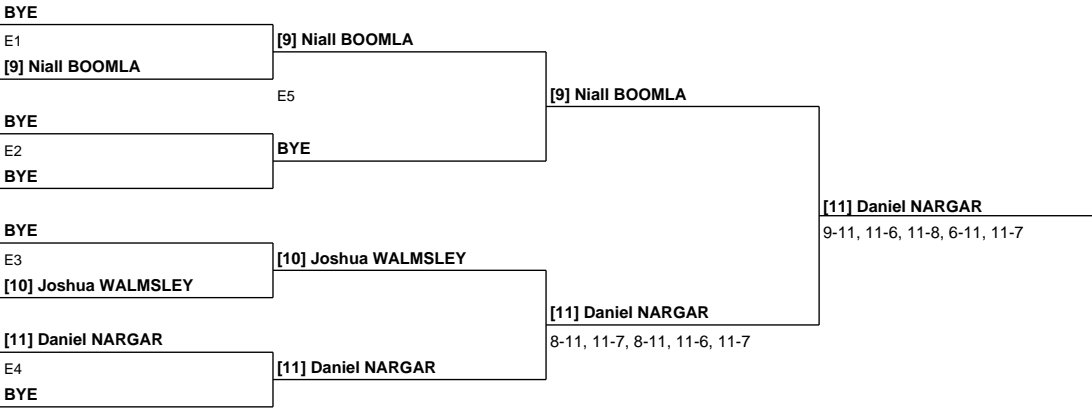 BYE
E1
[9] Niall BOOMLA
[9] Niall BOOMLA
E5
BYE
E2
BYE
BYE
[9] Niall BOOMLA
BYE
E3
[10] Joshua WALMSLEY
[10] Joshua WALMSLEY
[11] Daniel NARGAR
E4
BYE
[11] Daniel NARGAR
[11] Daniel NARGAR
8-11, 11-7, 8-11, 11-6, 11-7
[11] Daniel NARGAR
9-11, 11-6, 11-8, 6-11, 11-7